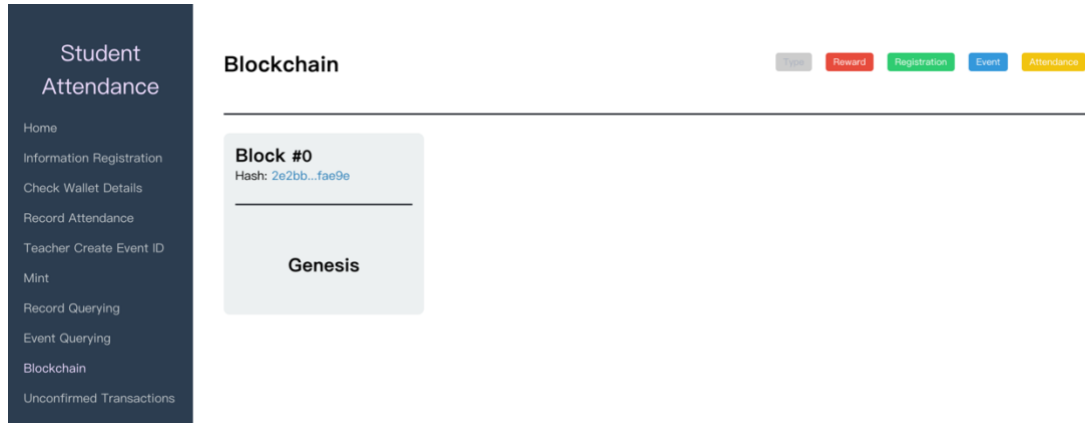 Student
Attendance
Home
Information Registration
Check Wallet Details
Record Attendance
Teacher Create Event ID
Mint
Record Querying
Event Querying
Blockchain
Unconfirmed Transactions
Blockchain
Type
Reward
Registration
Event
Attendance
Block #0
Hash: 2e2bb...fae9e
Genesis